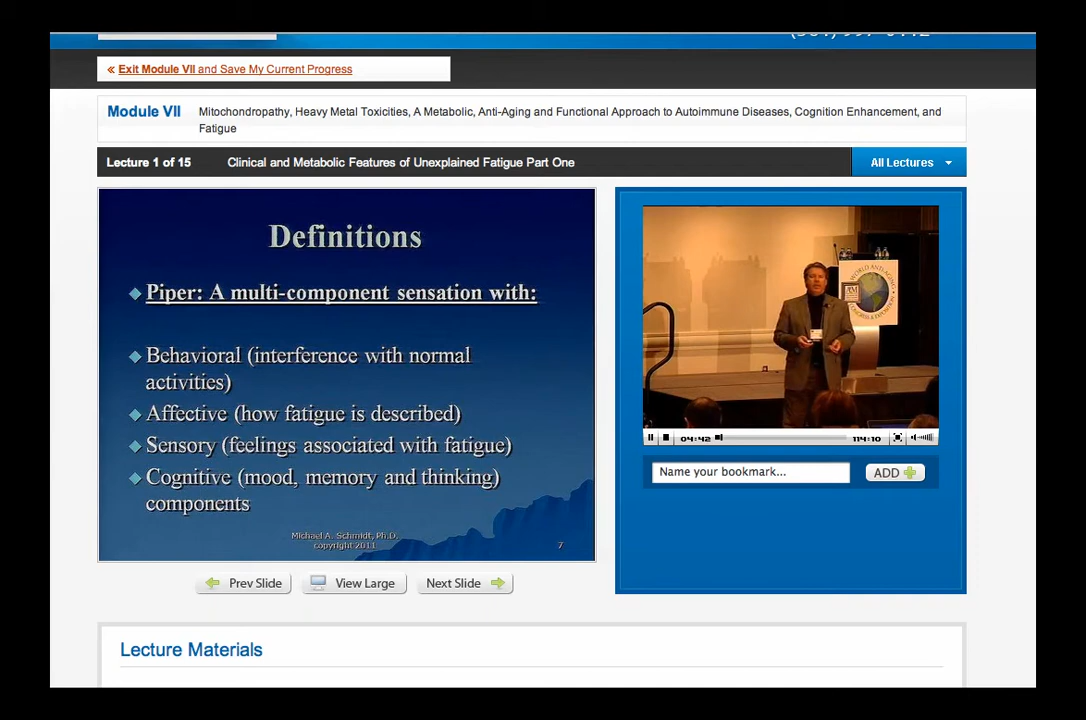 « Exit Module VII and Save My Current Progress
Module VII
Mitochondropathy, Heavy Metal Toxicities, A Metabolic, Anti-Aging and Functional Approach to Autoimmune Diseases, Cognition Enhancement, and
Fatigue
Lecture 1 of 15 Clinical and Metabolic Features of Unexplained Fatigue Part One
All Lectures
Definitions
Piper: A multi-component sensation with:
Behavioral (interference with normal
activities)
Affective (how fatigue is described)
Sensory (feelings associated with fatigue)
Cognitive (mood, memory and thinking)
components
Michael A. Schmidt, Ph.D.
copyright 2011
7
WORLD ANTI-AGING
04:42
114:10
Name your bookmark...
ADD
Prev Slide
View Large
Next Slide
Lecture Materials